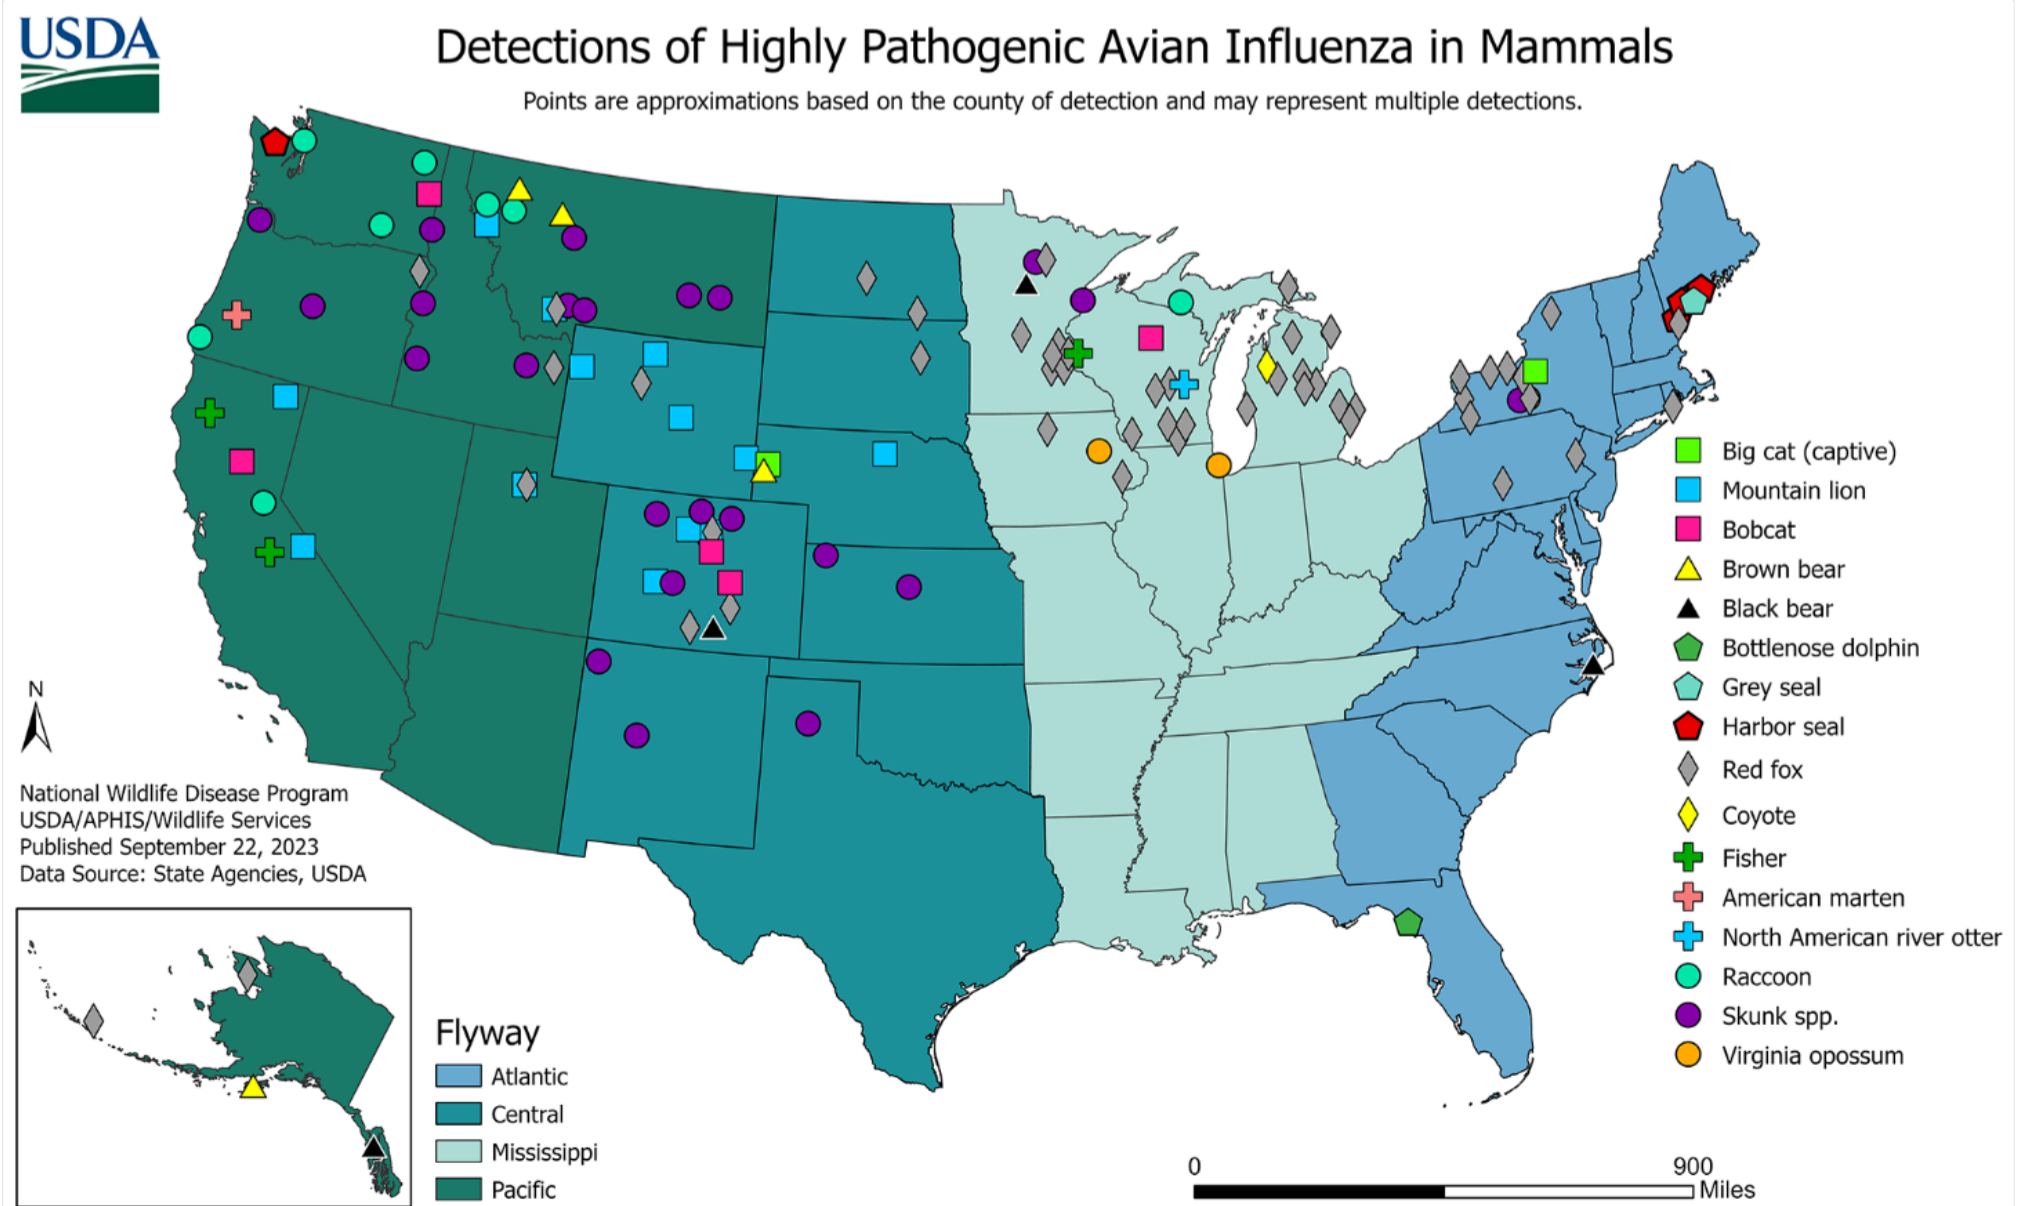 USDA
Detections of Highly Pathogenic Avian Influenza in Mammals
Points are approximations based on the county of detection and may represent multiple detections.
Big cat (captive)
Mountain lion
Bobcat
Brown bear
Black bear
Bottlenose dolphin
Grey seal
Harbor seal
Red fox
Coyote
Fisher
American marten
North American river otter
Raccoon
Skunk spp.
Virginia opossum
N
National Wildlife Disease Program
USDA/APHIS/Wildlife Services
Published September 22, 2023
Data Source: State Agencies, USDA
Flyway
Atlantic
Central
Mississippi
Pacific
0 900
Miles